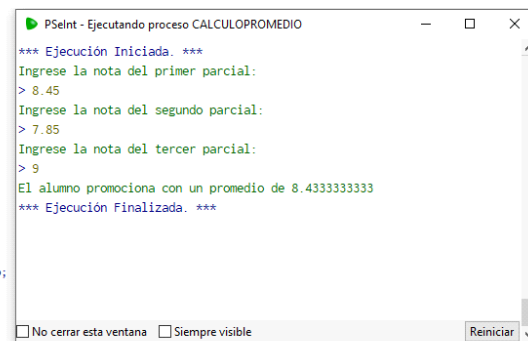 PSeInt - Ejecutando proceso CALCULOPROMEDIO
*** Ejecución Iniciada. ***
Ingrese la nota del primer parcial:
> 8.45
Ingrese la nota del segundo parcial:
> 7.85
Ingrese la nota del tercer parcial:
> 9
El alumno promociona con un promedio de 8.4333333333
*** Ejecución Finalizada. ***
;
No cerrar esta ventana Siempre visible Reiniciar